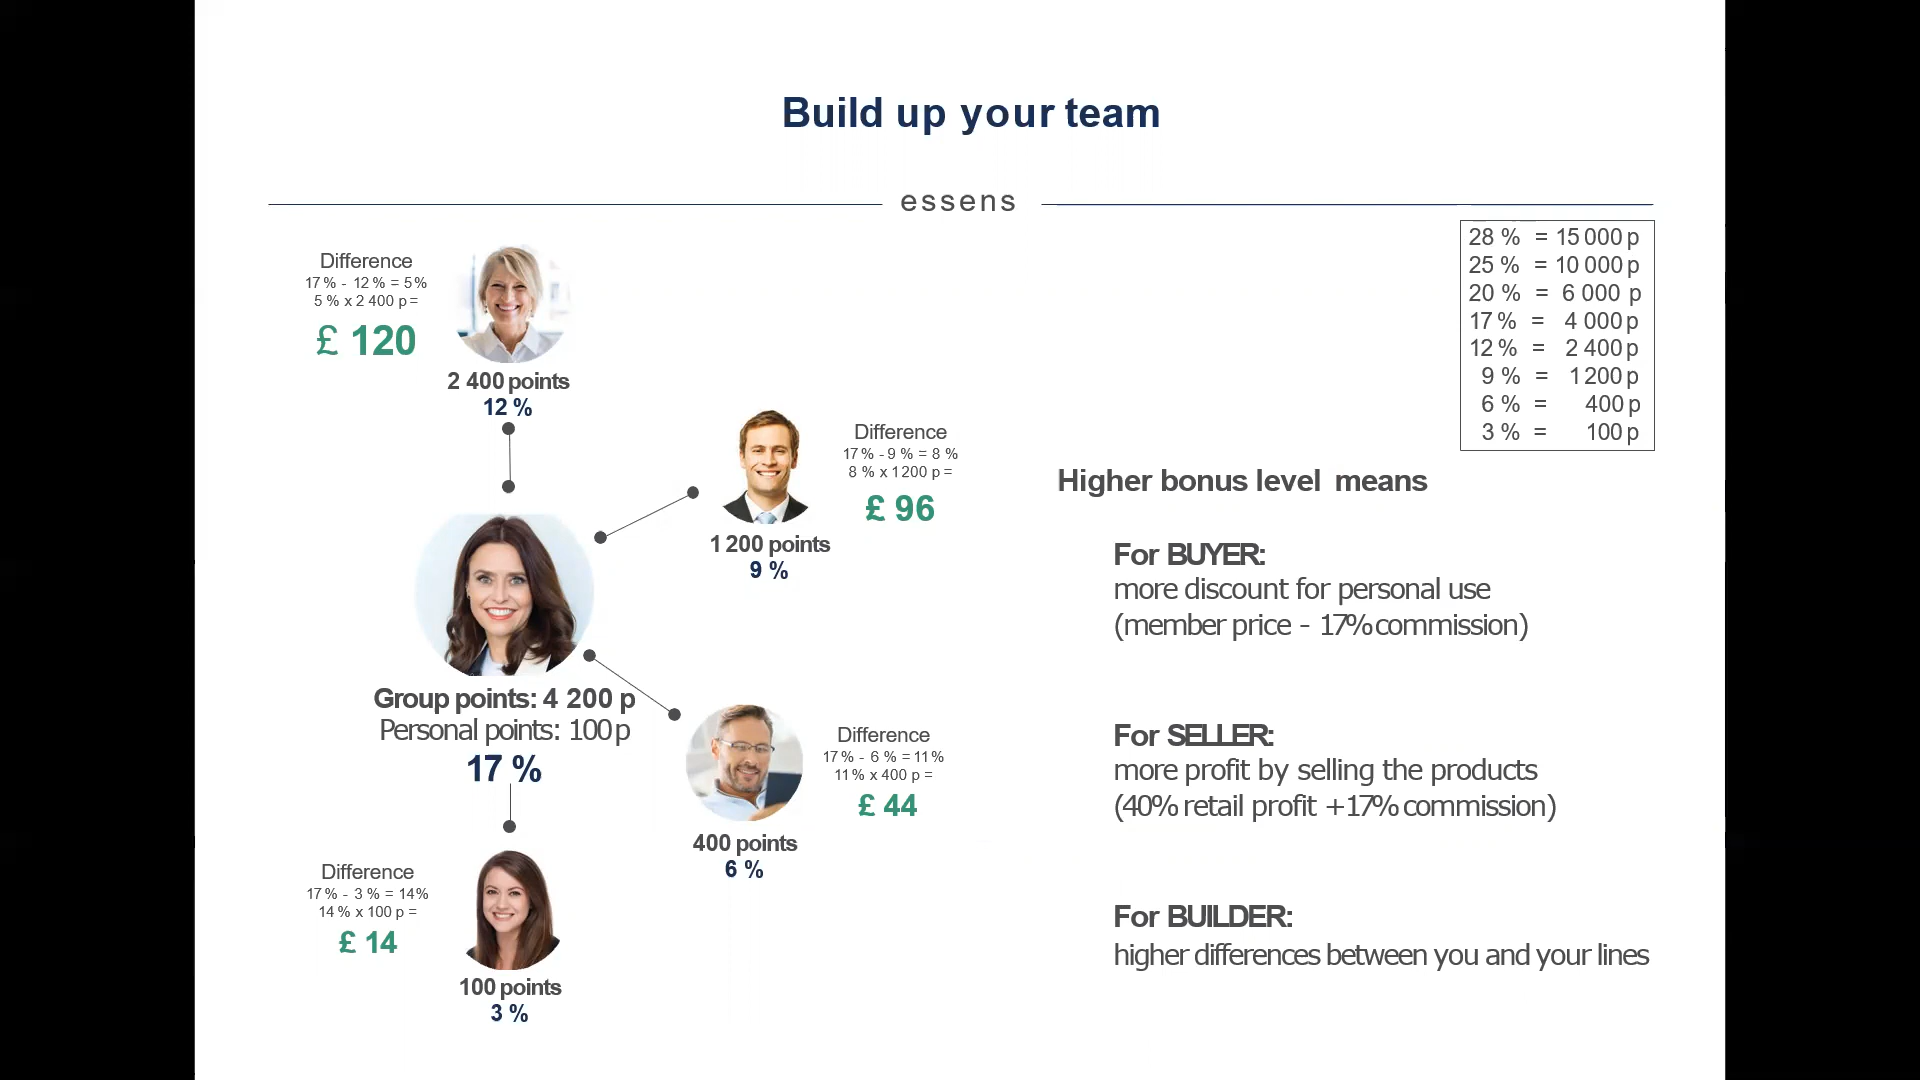 Build up your team
essens
Difference
17 % - 12 % = 5 %
5 % x 2 400 p =
£ 120
2 400 points
12 %
Difference
17 % - 9 % = 8 %
8 % x 1 200 p =
£ 96
1 200 points
9 %
Group points: 4 200 p
Personal points: 100 p
17 %
Difference
17 % - 6 % = 11 %
11 % x 400 p =
£ 44
400 points
6 %
Difference
17 % - 3 % = 14%
14 % x 100 p =
£ 14
100 points
3 %
28 % = 15 000 p
25 % = 10 000 p
20 % = 6 000 p
17 % = 4 000 p
12 % = 2 400 p
9 % = 1 200 p
6 % = 400 p
3 % = 100 p
Higher bonus level means
For BUYER:
more discount for personal use
(member price - 17% commission)
For SELLER:
more profit by selling the products
(40% retail profit +17% commission)
For BUILDER:
higher differences between you and your lines